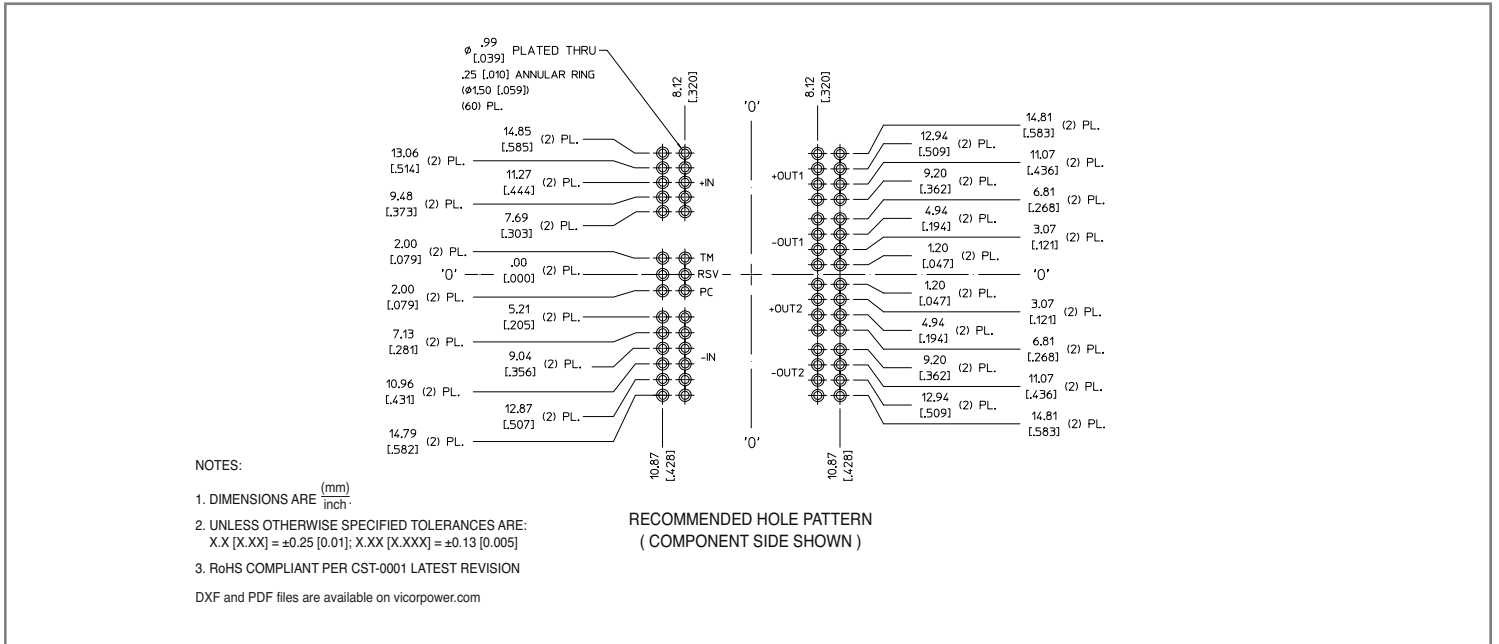 Ø .99 [.039] PLATED THRU
.25 [.010] ANNULAR RING
(Ø1.50 [.059])
(60) PL.
8.12 [.320]
'0'
8.12 [.320]
14.85 [.585] (2) PL.
13.06 [.514] (2) PL.
11.27 [.444] (2) PL.
9.48 [.373] (2) PL.
7.69 [.303] (2) PL.
2.00 [.079] (2) PL.
'0' .00 [.000] (2) PL.
2.00 [.079] (2) PL.
5.21 [.205] (2) PL.
7.13 [.281] (2) PL.
9.04 [.356] (2) PL.
10.96 [.431] (2) PL.
12.87 [.507] (2) PL.
14.79 [.582] (2) PL.
+IN
TM
RSV
PC
-IN
10.87 [.428]
'0'
+OUT1
-OUT1
+OUT2
-OUT2
10.87 [.428]
14.81 [.583] (2) PL.
12.94 [.509] (2) PL.
11.07 [.436] (2) PL.
9.20 [.362] (2) PL.
6.81 [.268] (2) PL.
4.94 [.194] (2) PL.
3.07 [.121] (2) PL.
1.20 [.047] (2) PL.
'0'
1.20 [.047] (2) PL.
3.07 [.121] (2) PL.
4.94 [.194] (2) PL.
6.81 [.268] (2) PL.
9.20 [.362] (2) PL.
11.07 [.436] (2) PL.
12.94 [.509] (2) PL.
14.81 [.583] (2) PL.
RECOMMENDED HOLE PATTERN
( COMPONENT SIDE SHOWN )
NOTES:
1. DIMENSIONS ARE (mm) inch.
2. UNLESS OTHERWISE SPECIFIED TOLERANCES ARE:
X.X [X.XX] = ±0.25 [0.01]; X.XX [X.XXX] = ±0.13 [0.005]
3. RoHS COMPLIANT PER CST-0001 LATEST REVISION
DXF and PDF files are available on vicorpower.com